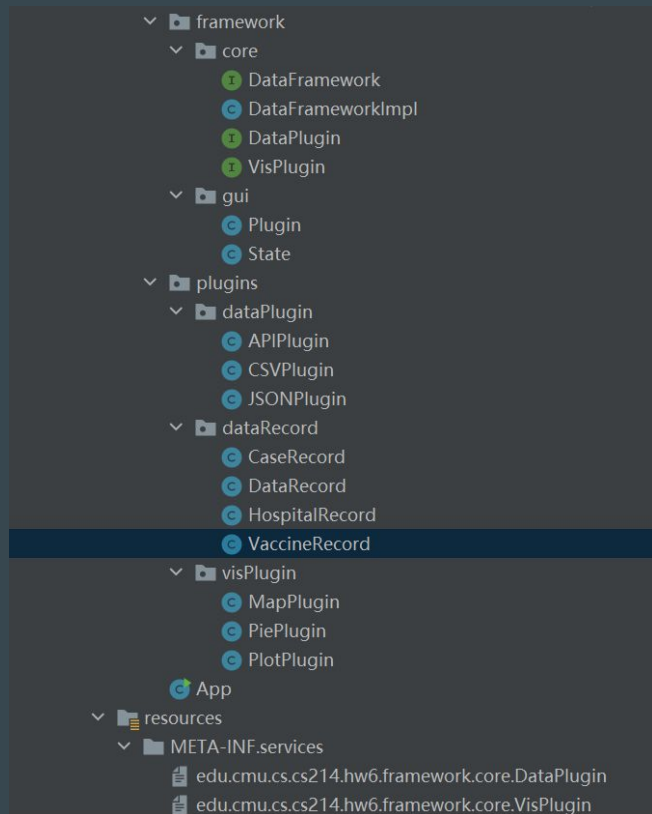 framework
core
DataFramework
DataFrameworkImpl
DataPlugin
VisPlugin
gui
Plugin
State
plugins
dataPlugin
APIPlugin
CSVPlugin
JSONPlugin
dataRecord
CaseRecord
DataRecord
HospitalRecord
VaccineRecord
visPlugin
MapPlugin
PiePlugin
PlotPlugin
App
resources
META-INF.services
edu.cmu.cs.cs214.hw6.framework.core.DataPlugin
edu.cmu.cs.cs214.hw6.framework.core.VisPlugin